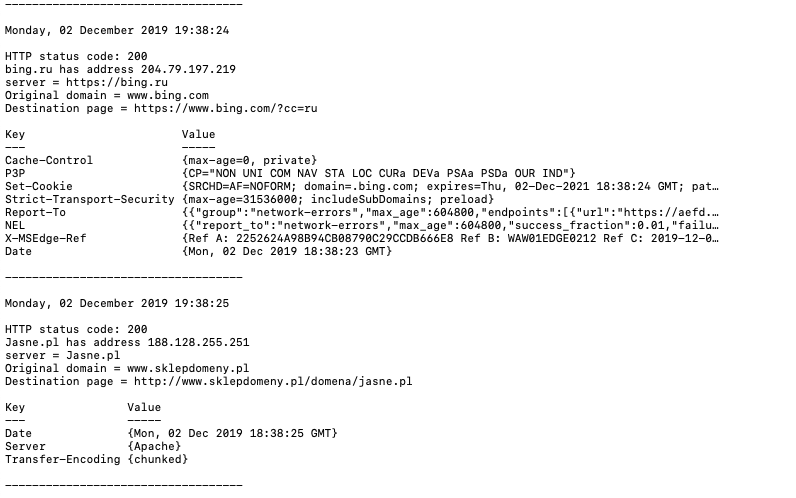 -----------------------------------
Monday, 02 December 2019 19:38:24
HTTP status code: 200
bing.ru has address 204.79.197.219
server = https://bing.ru
Original domain = www.bing.com
Destination page = https://www.bing.com/?cc=ru
Key Value
--- -----
Cache-Control {max-age=0, private}
P3P {CP="NON UNI COM NAV STA LOC CURa DEVa PSAa PSDa OUR IND"}
Set-Cookie {SRCHD=AF=NOFORM; domain=.bing.com; expires=Thu, 02-Dec-2021 18:38:24 GMT; pat…
Strict-Transport-Security {max-age=31536000; includeSubDomains; preload}
Report-To {{"group":"network-errors","max_age":604800,"endpoints":[{"url":"https://aefd.…
NEL {{"report_to":"network-errors","max_age":604800,"success_fraction":0.01,"failu…
X-MSEdge-Ref {Ref A: 2252624A98B94CB08790C29CCDB666E8 Ref B: WAW01EDGE0212 Ref C: 2019-12-0…
Date {Mon, 02 Dec 2019 18:38:23 GMT}
-----------------------------------
Monday, 02 December 2019 19:38:25
HTTP status code: 200
Jasne.pl has address 188.128.255.251
server = Jasne.pl
Original domain = www.sklepdomeny.pl
Destination page = http://www.sklepdomeny.pl/domena/jasne.pl
Key Value
--- -----
Date {Mon, 02 Dec 2019 18:38:25 GMT}
Server {Apache}
Transfer-Encoding {chunked}
-----------------------------------